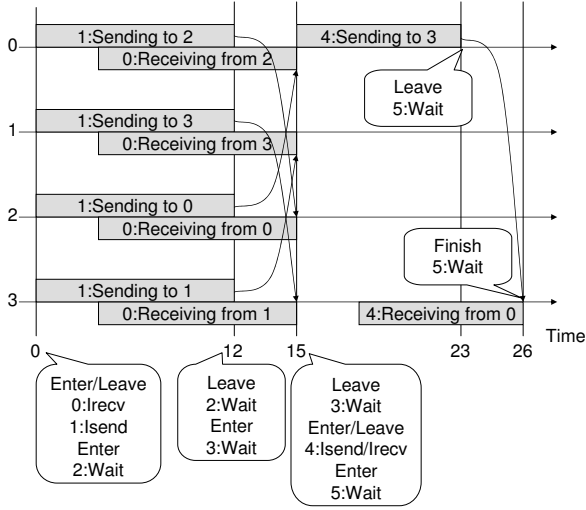 1:Sending to 2
4:Sending to 3
0
0:Receiving from 2
Leave
5:Wait
1:Sending to 3
1
0:Receiving from 3
1:Sending to 0
2
0:Receiving from 0
Finish
5:Wait
1:Sending to 1
3
0:Receiving from 1
4:Receiving from 0
Time
0
12
15
23
26
Enter/Leave
0:Irecv
1:Isend
Enter
2:Wait
Leave
2:Wait
Enter
3:Wait
Leave
3:Wait
Enter/Leave
4:Isend/Irecv
Enter
5:Wait